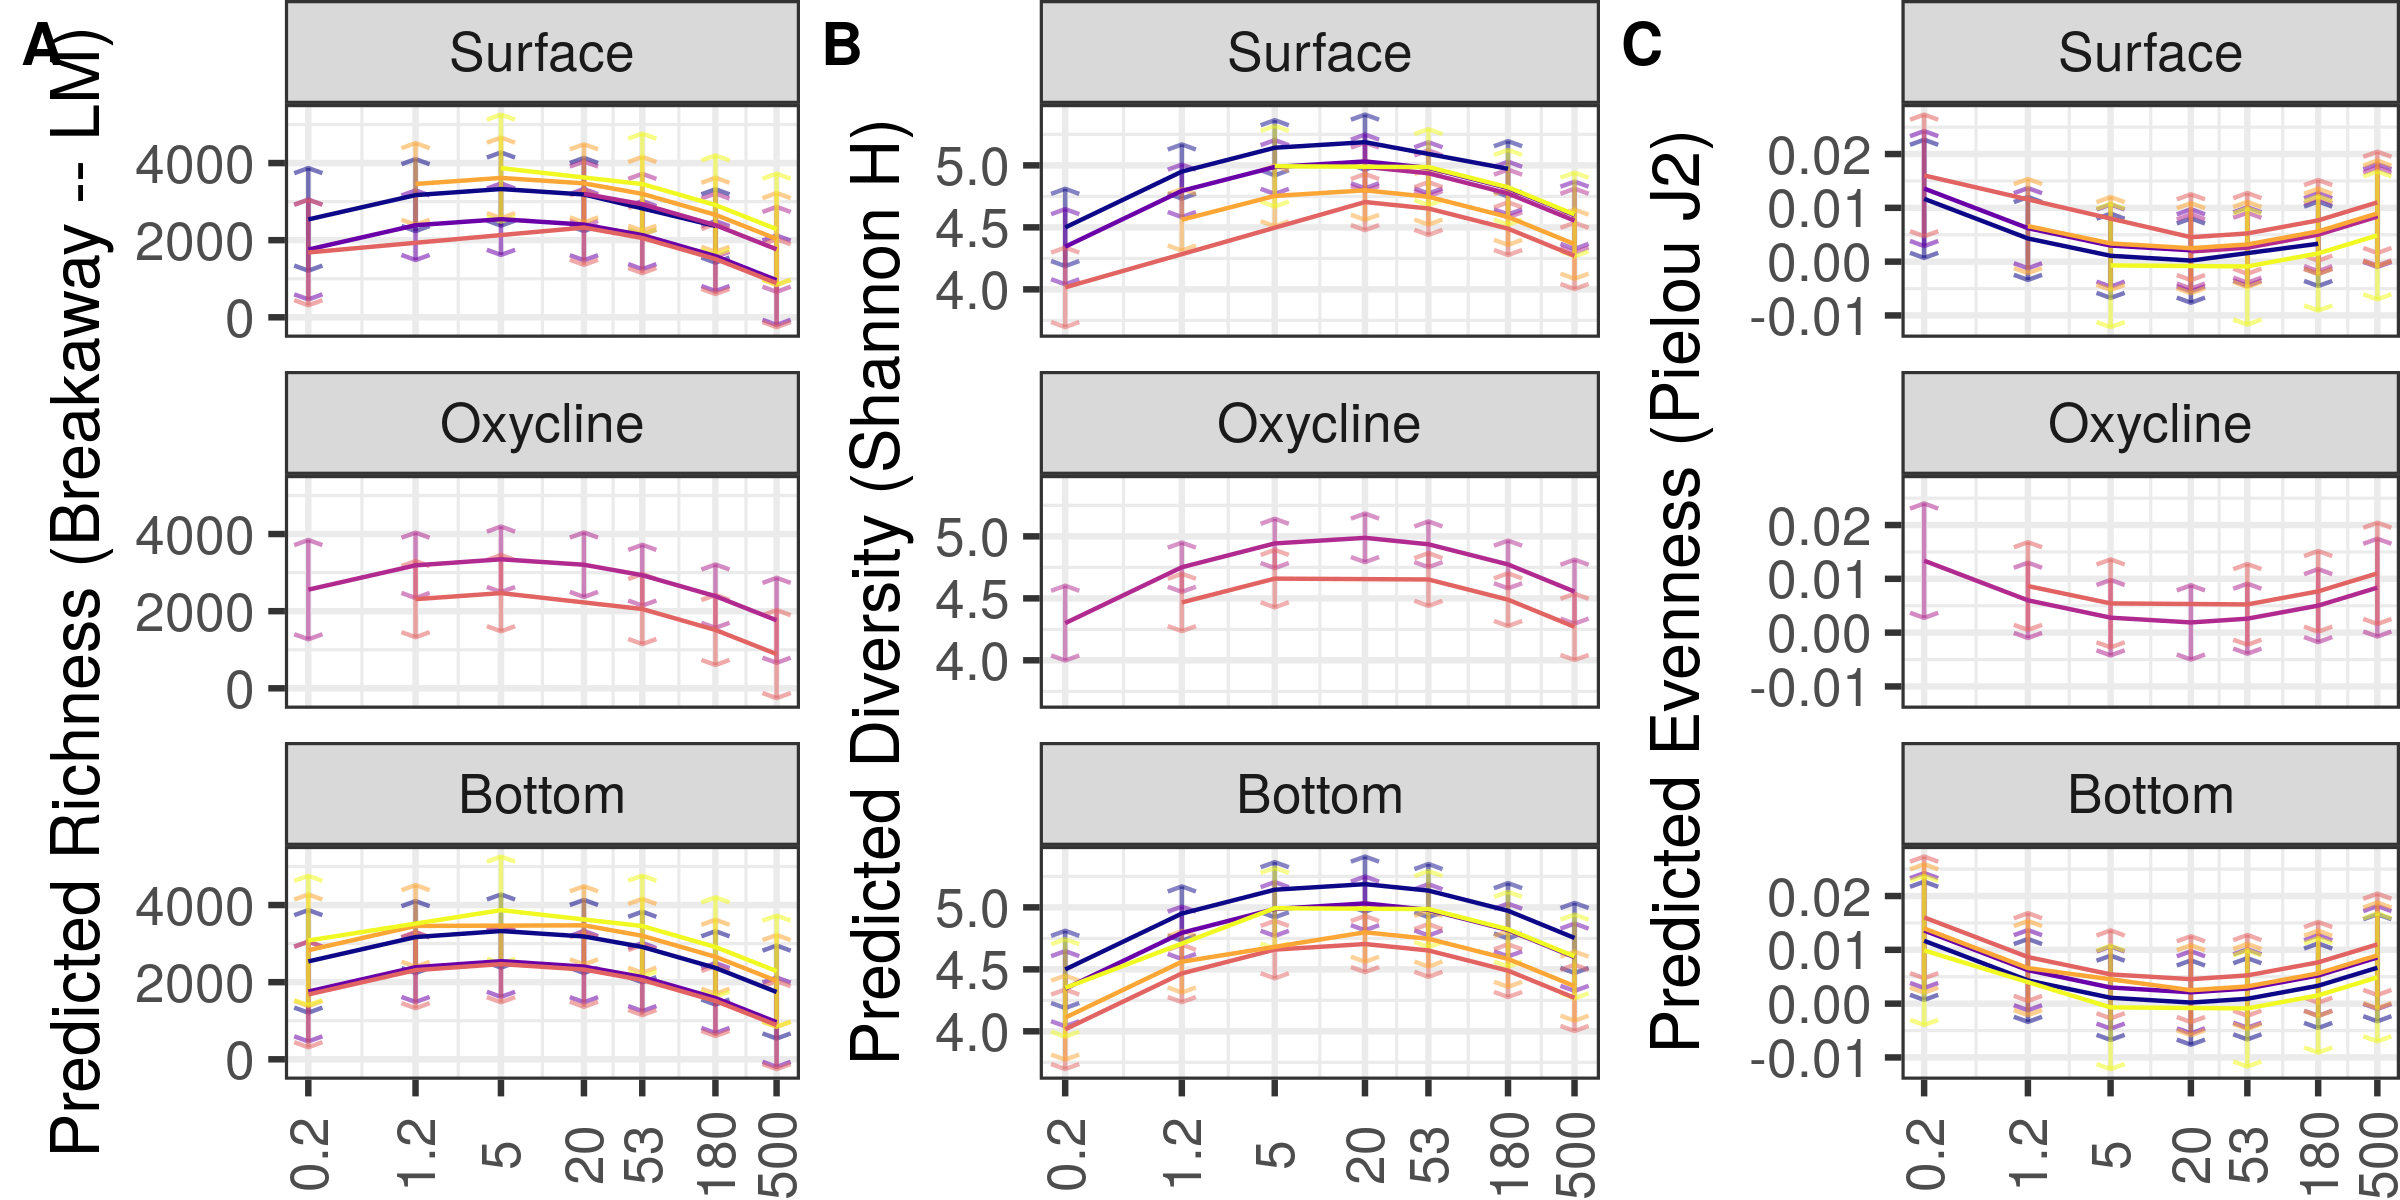 A
Predicted Richness (Breakaway -- LM)
Surface
4000
2000
0
Oxycline
4000
2000
0
Bottom
4000
2000
0
0.2 1.2 5 20 53 180 500
B
Predicted Diversity (Shannon H)
Surface
5.0
4.5
4.0
Oxycline
5.0
4.5
4.0
Bottom
5.0
4.5
4.0
0.2 1.2 5 20 53 180 500
C
Predicted Evenness (Pielou J2)
Surface
0.02
0.01
0.00
-0.01
Oxycline
0.02
0.01
0.00
-0.01
Bottom
0.02
0.01
0.00
-0.01
0.2 1.2 5 20 53 180 500